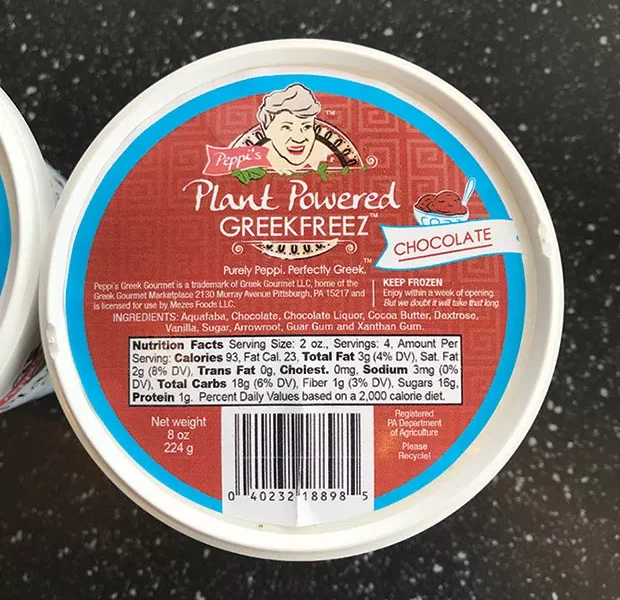 Peppi's
TM
Plant Powered
GREEKFREEZ™
CHOCOLATE
Purely Peppi. Perfectly Greek.™
Peppi's Greek Gourmet is a trademark of Greek Gourmet LLC, home of the
Greek Gourmet Marketplace 2130 Murray Avenue Pittsburgh, PA 15217 and
is licensed for use by Mezes Foods LLC.
KEEP FROZEN
Enjoy within a week of opening.
But we doubt it will take that long.
INGREDIENTS: Aquafaba, Chocolate, Chocolate Liquor, Cocoa Butter, Dextrose,
Vanilla, Sugar, Arrowroot, Guar Gum and Xanthan Gum.
Nutrition Facts Serving Size: 2 oz., Servings: 4, Amount Per
Serving: Calories 93, Fat Cal. 23, Total Fat 3g (4% DV), Sat. Fat
2g (8% DV), Trans Fat 0g, Cholest. 0mg, Sodium 3mg (0%
DV), Total Carbs 18g (6% DV), Fiber 1g (3% DV), Sugars 16g,
Protein 1g. Percent Daily Values based on a 2,000 calorie diet.
Net weight
8 oz
224 g
0 40232 18898 5
Registered
PA Department
of Agriculture
Please
Recycle!